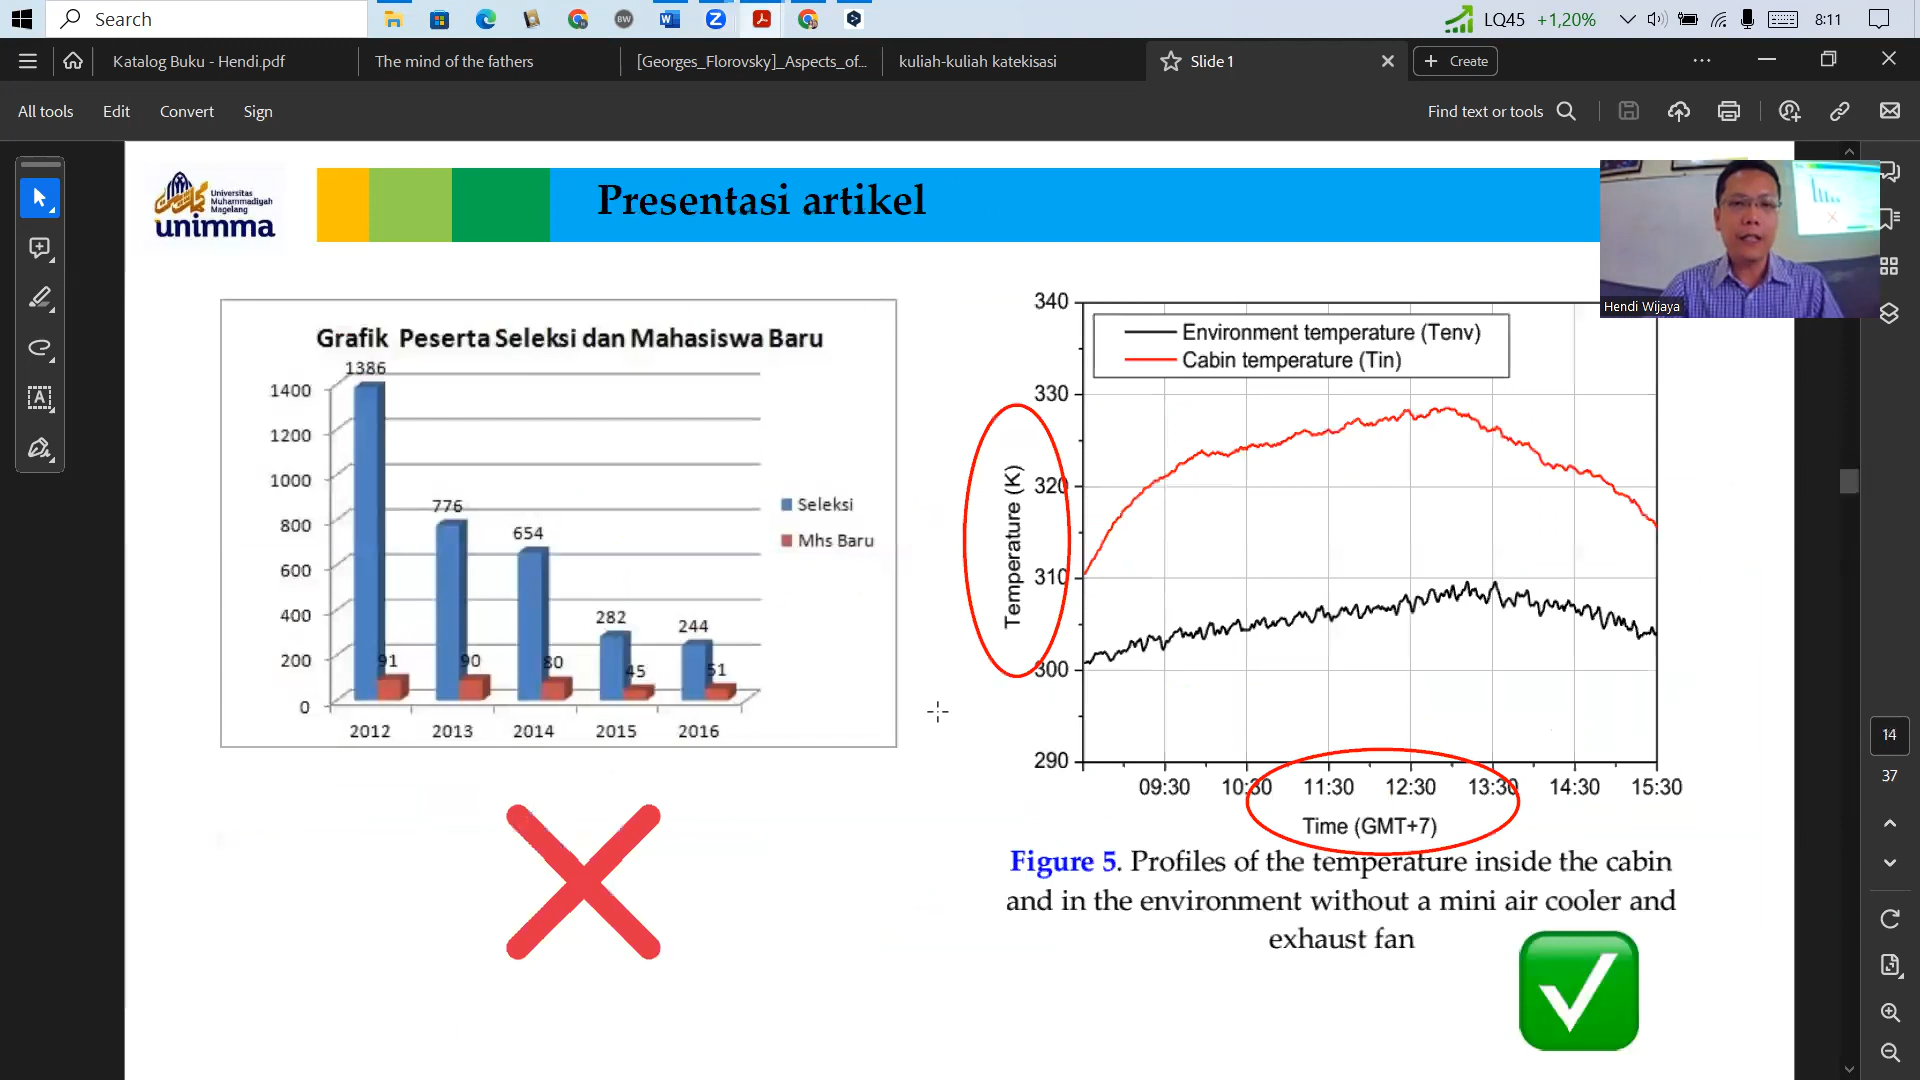 Search
LQ45 +1,20%
8:11
Katalog Buku - Hendi.pdf
The mind of the fathers
[Georges_Florovsky]_Aspects_of...
kuliah-kuliah katekisasi
Slide 1
Create
All tools
Edit
Convert
Sign
Find text or tools
Universitas
Muhammadiyah
Magelang
unimma
Presentasi artikel
Hendi Wijaya
Grafik Peserta Seleksi dan Mahasiswa Baru
1400
1200
1000
800
600
400
200
0
1386
776
654
282
244
91
90
80
45
51
2012
2013
2014
2015
2016
Seleksi
Mhs Baru
Environment temperature (Tenv)
Cabin temperature (Tin)
Temperature (K)
340
330
320
310
300
290
09:30
10:30
11:30
12:30
13:30
14:30
15:30
Time (GMT+7)
Figure 5. Profiles of the temperature inside the cabin
and in the environment without a mini air cooler and
exhaust fan
14
37
BW